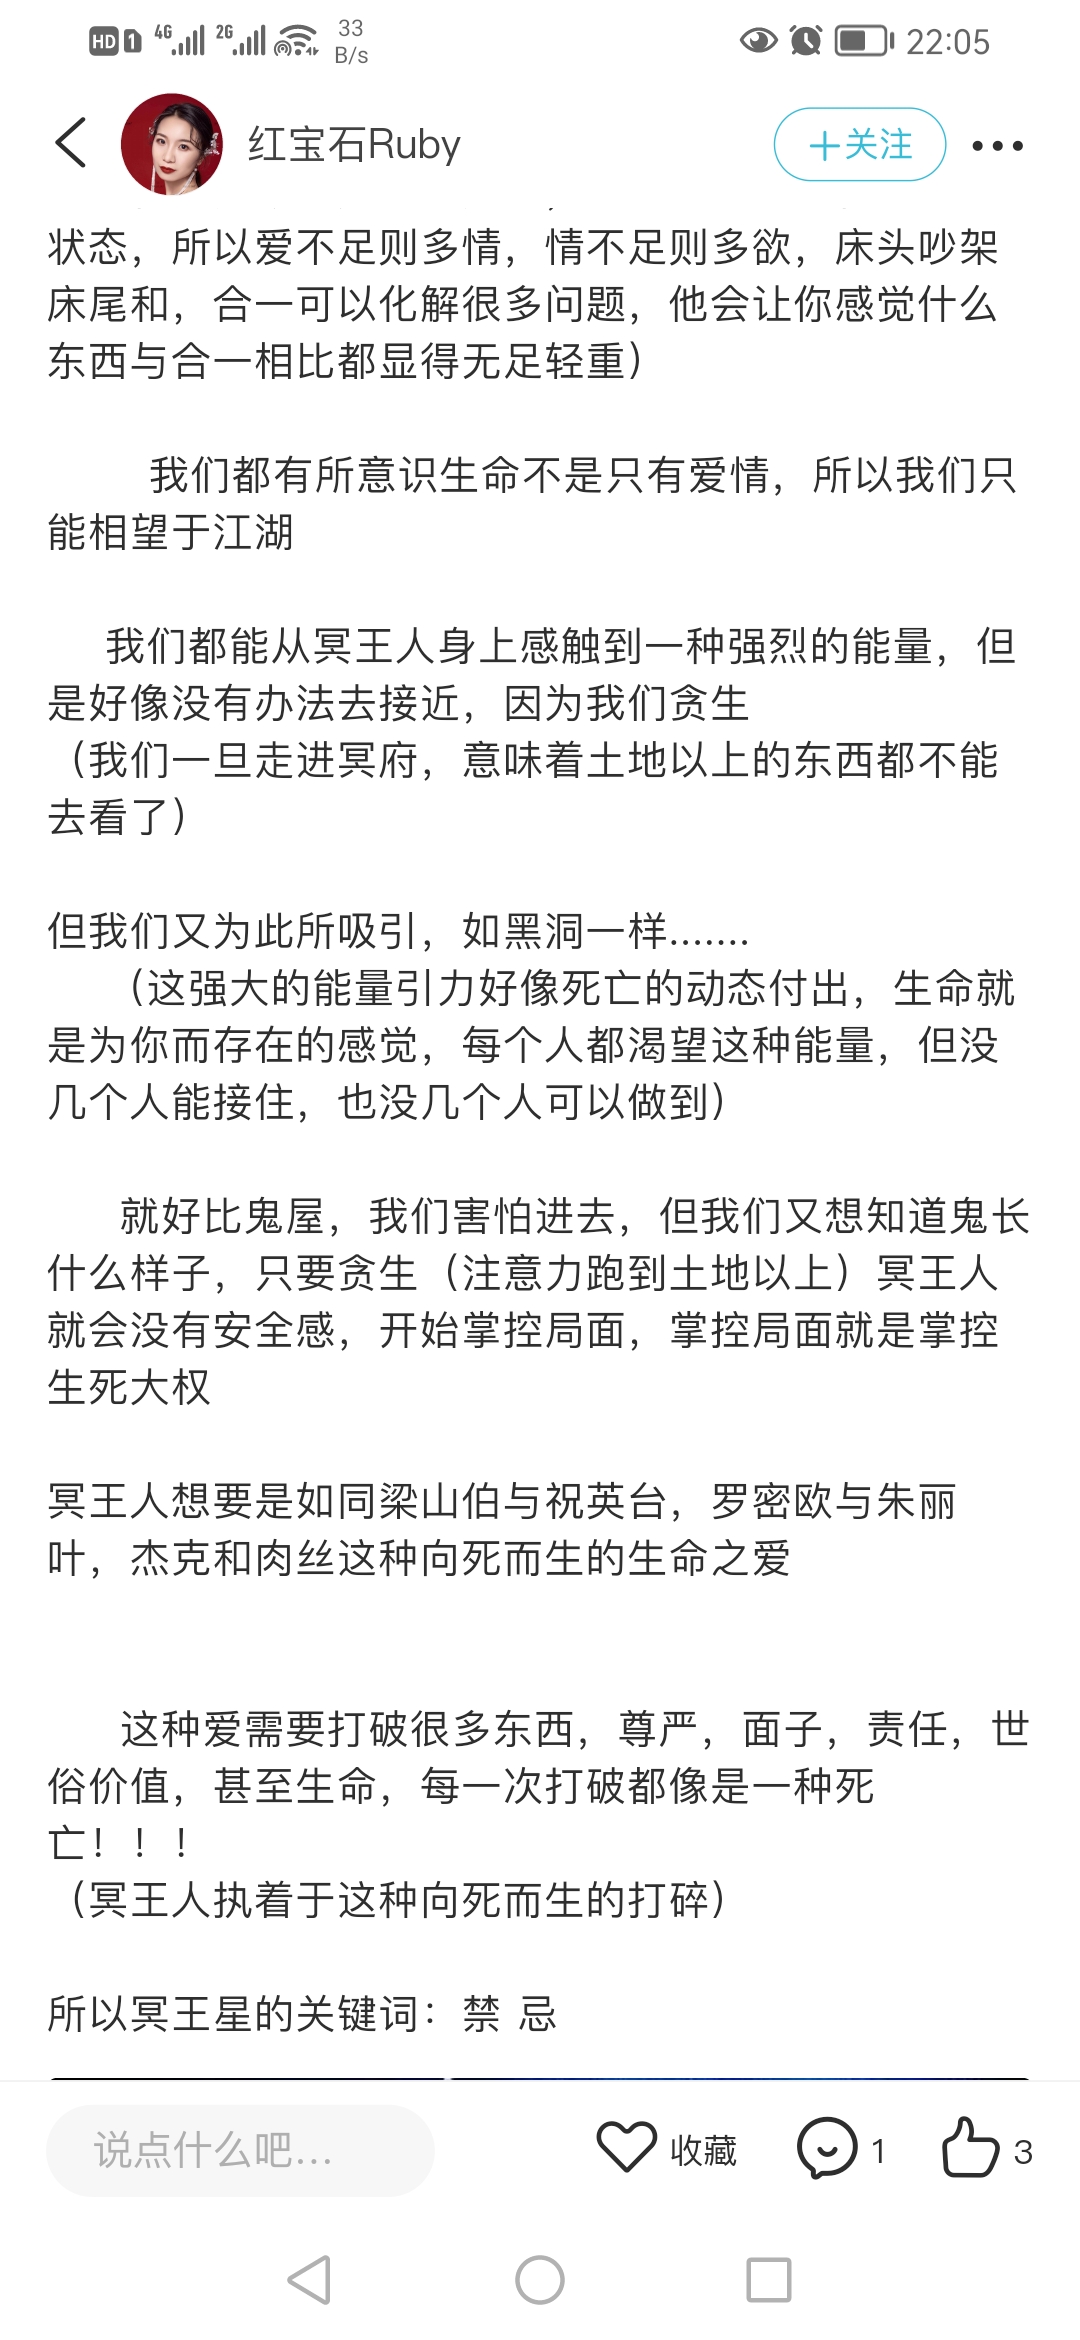 HD 1 4G 2G 33 B/s 22:05
红宝石Ruby
+关注
状态，所以爱不足则多情，情不足则多欲，床头吵架
床尾和，合一可以化解很多问题，他会让你感觉什么
东西与合一相比都显得无足轻重）
我们都有所意识生命不是只有爱情，所以我们只
能相望于江湖
我们都能从冥王人身上感触到一种强烈的能量，但
是好像没有办法去接近，因为我们贪生
（我们一旦走进冥府，意味着土地以上的东西都不能
去看了）
但我们又为此所吸引，如黑洞一样.......
（这强大的能量引力好像死亡的动态付出，生命就
是为你而存在的感觉，每个人都渴望这种能量，但没
几个人能接住，也没几个人可以做到）
就好比鬼屋，我们害怕进去，但我们又想知道鬼长
什么样子，只要贪生（注意力跑到土地以上）冥王人
就会没有安全感，开始掌控局面，掌控局面就是掌控
生死大权
冥王人想要是如同梁山伯与祝英台，罗密欧与朱丽
叶，杰克和肉丝这种向死而生的生命之爱
这种爱需要打破很多东西，尊严，面子，责任，世
俗价值，甚至生命，每一次打破都像是一种死
亡！！！
（冥王人执着于这种向死而生的打碎）
所以冥王星的关键词：禁 忌
说点什么吧... 收藏 1 3